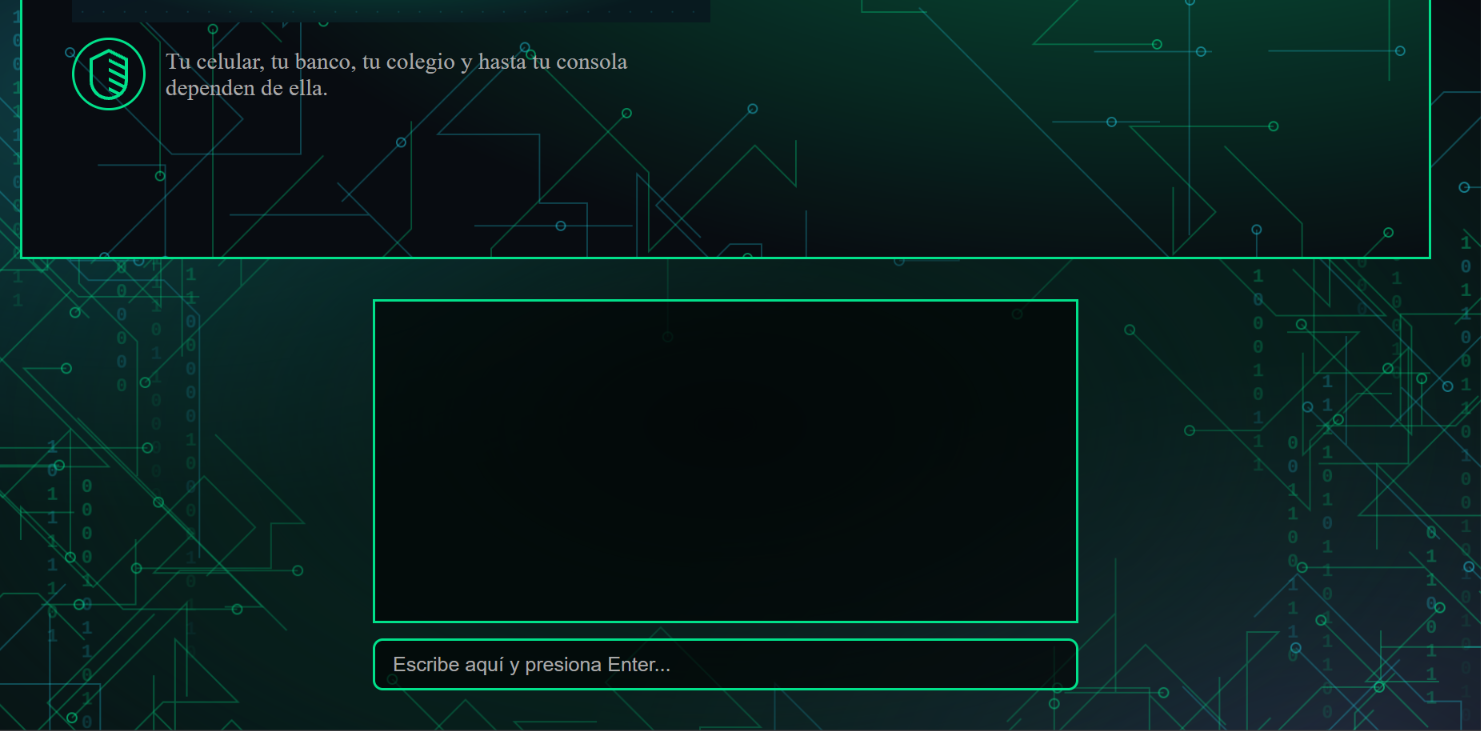 Tu celular, tu banco, tu colegio y hasta tu consola
dependen de ella.
Escribe aquí y presiona Enter...